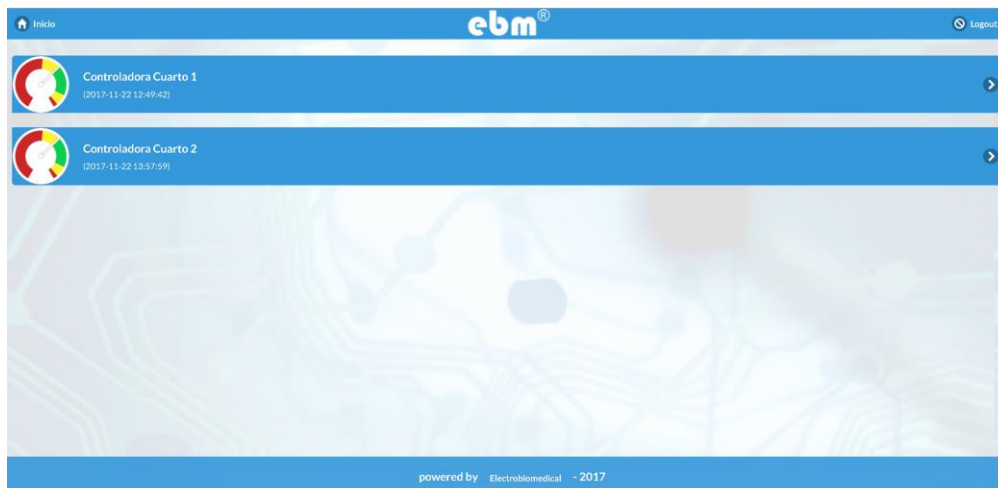 Inicio
ebm®
Logout
Controladora Cuarto 1
(2017-11-22 12:49:42)
Controladora Cuarto 2
(2017-11-22 13:57:59)
powered by Electrobiomedical - 2017